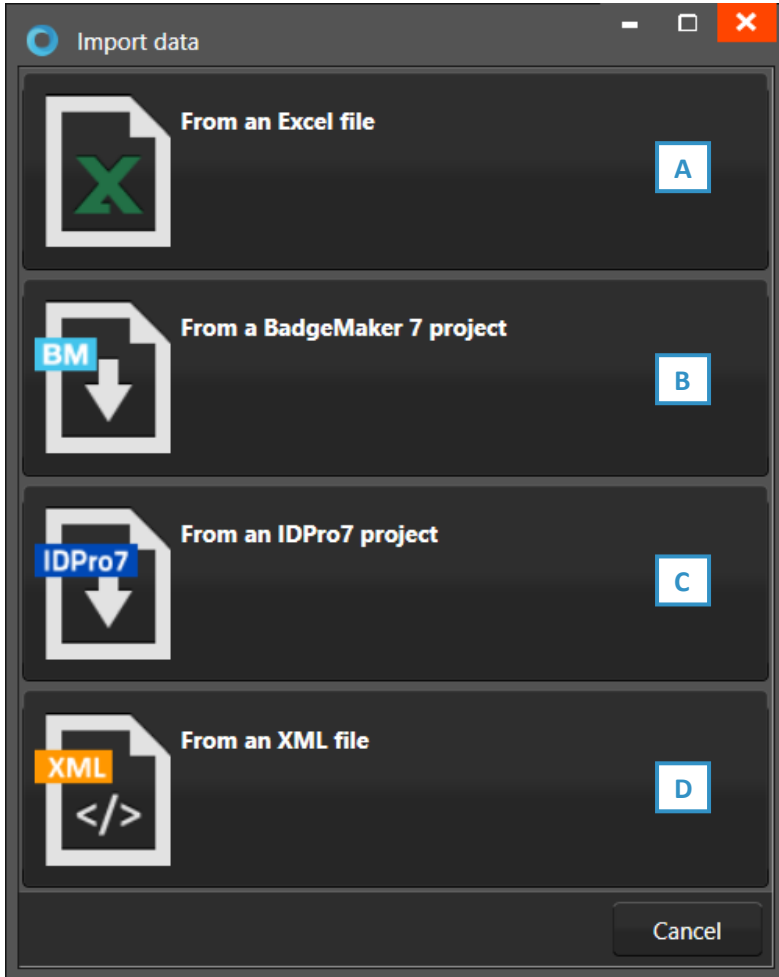 Import data
From an Excel file
X
A
From a BadgeMaker 7 project
BM
B
From an IDPro7 project
IDPro7
C
From an XML file
XML
</>
D
Cancel